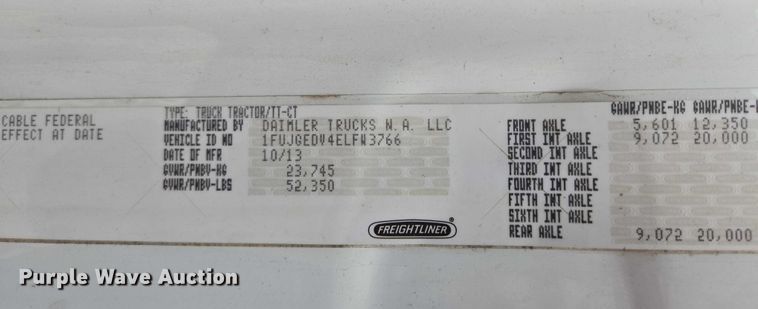 CABLE FEDERAL
EFFECT AT DATE
TYPE: TRUCK TRACTOR/TT-CT
MANUFACTURED BY DAIMLER TRUCKS N.A. LLC
VEHICLE ID NO 1FUJGEDV4ELFW3766
DATE OF MFR 10/13
GVWR/PNBV-KG 23,745
GVWR/PNBV-LBS 52,350
FREIGHTLINER®
GAWR/PNBE-KG GAWR/PNBE-L
FRONT AXLE 5,601 12,350
FIRST INT AXLE 9,072 20,000
SECOND INT AXLE
THIRD INT AXLE
FOURTH INT AXLE
FIFTH INT AXLE
SIXTH INT AXLE
REAR AXLE 9,072 20,000
Purple Wave Auction